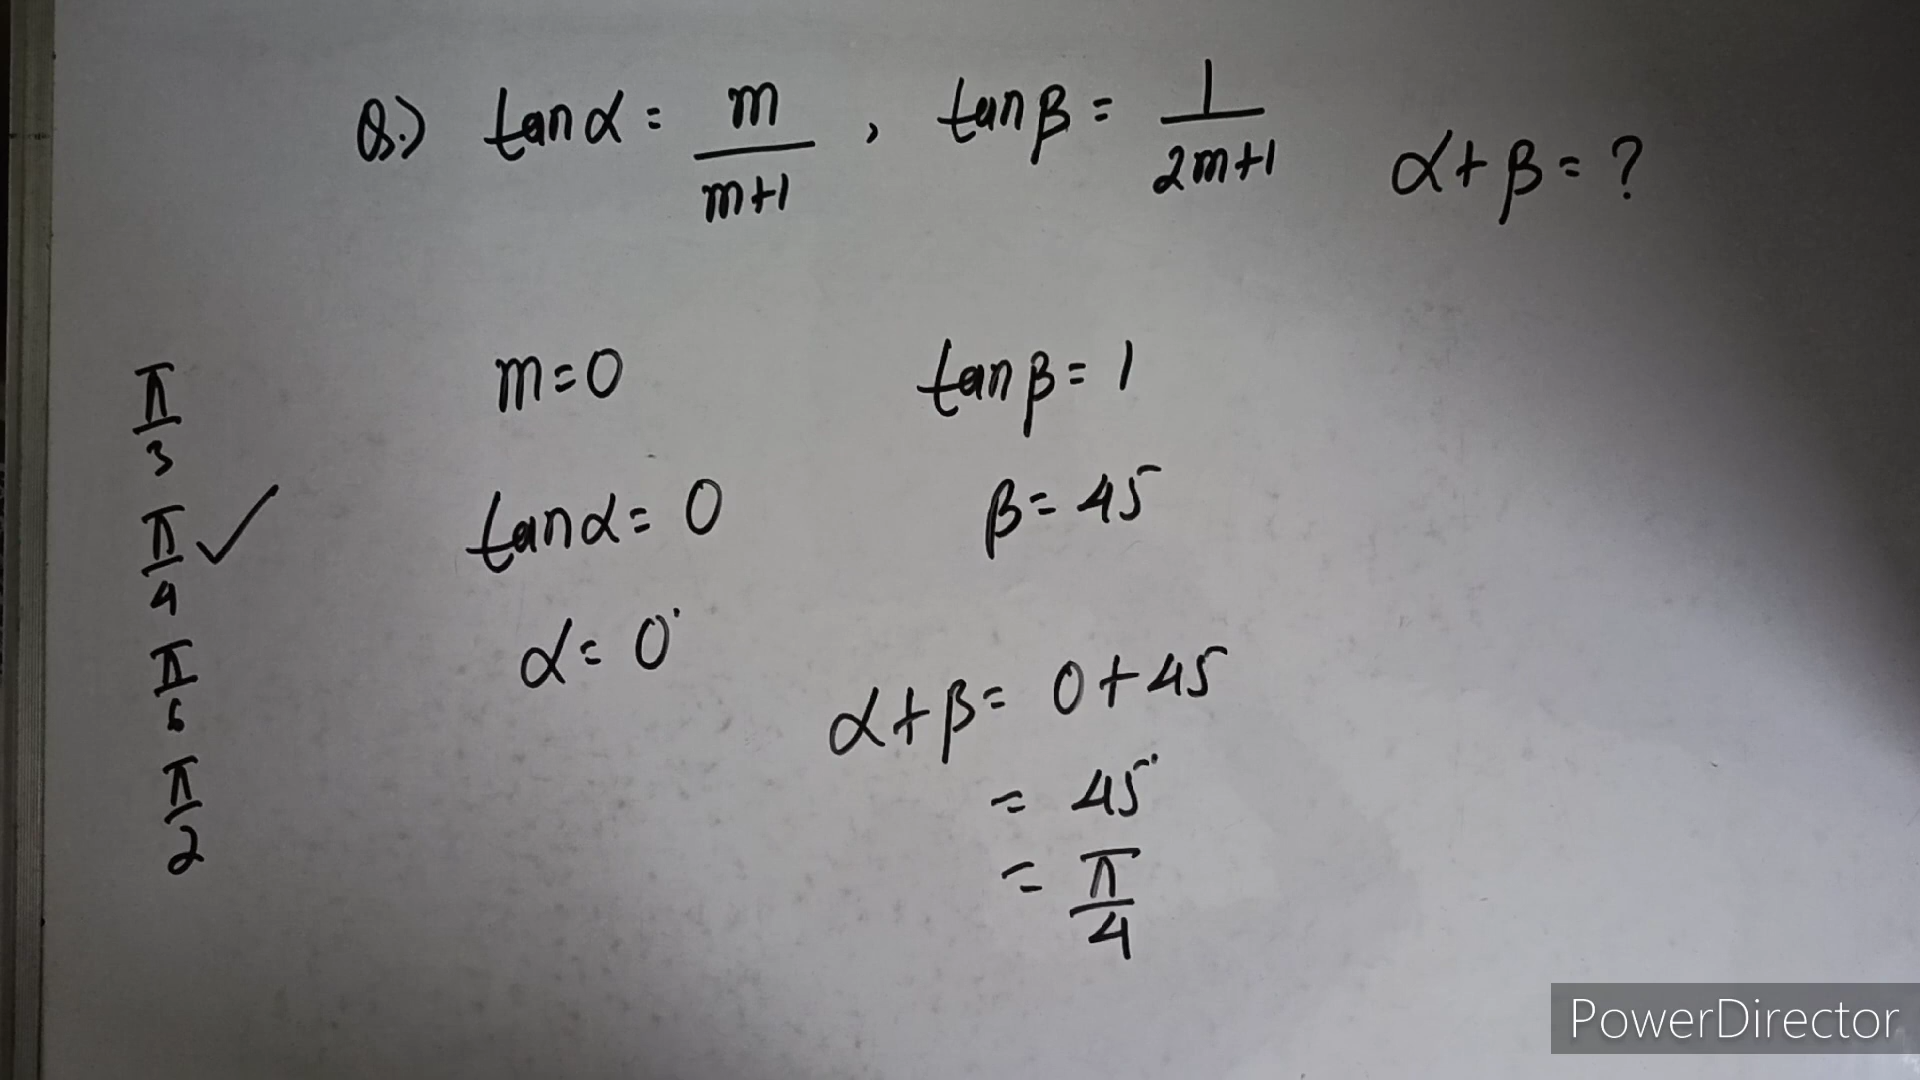 Q.) tanα = m/m+1 , tanβ = 1/2m+1 α+β = ?
π/3
π/4 ✓
π/6
π/2
m=0
tanα= 0
α= 0°
tanβ= 1
β= 45
α+β= 0+45
= 45°
= π/4
PowerDirector